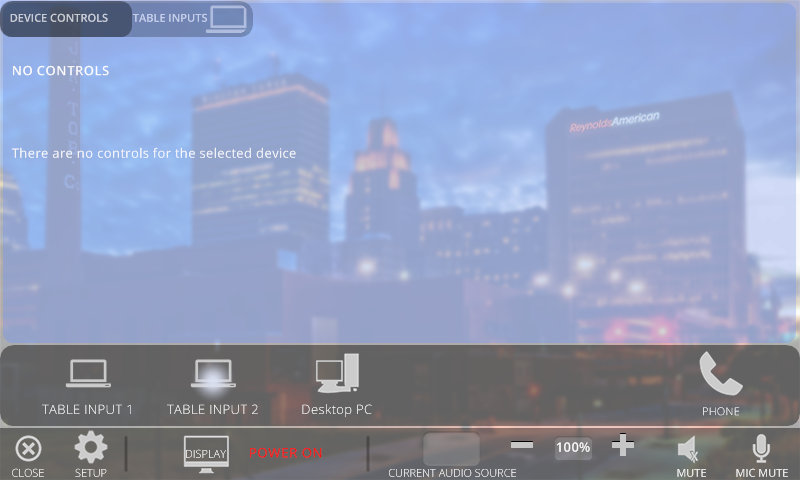 DEVICE CONTROLS
TABLE INPUTS
NO CONTROLS
ReynoldsAmerican
There are no controls for the selected device
TABLE INPUT 1
TABLE INPUT 2
Desktop PC
PHONE
DISPLAY
POWER ON
100%
CLOSE
SETUP
CURRENT AUDIO SOURCE
MUTE
MIC MUTE